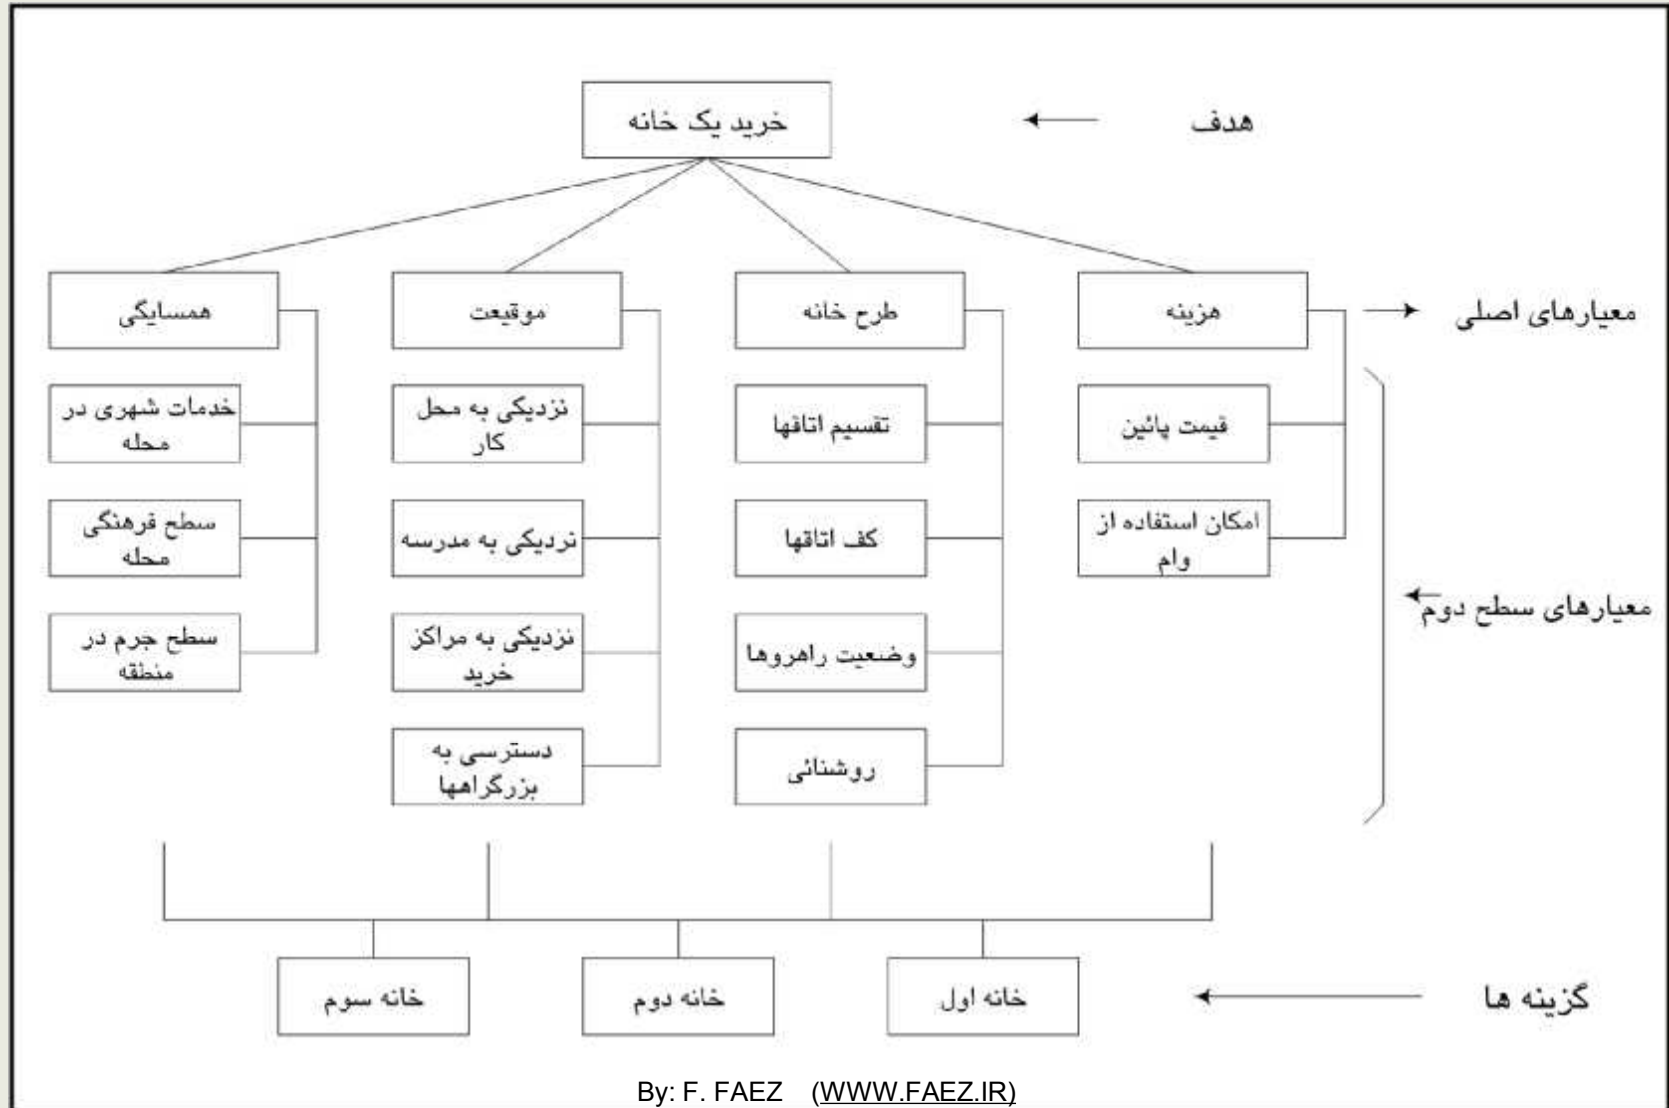 خرید یک خانه
هدف
هزینه
طرح خانه
موقیعت
همسایگی
معیارهای اصلی
قیمت پائین
امکان استفاده از
وام
تقسیم اتاقها
کف اتاقها
وضعیت راهروها
روشنائی
نزدیکی به محل
کار
نردیکی به مدرسه
نزدیکی به مراکز
خرید
دسترسی به
بزرگراهها
خدمات شهری در
محله
سطح فرهنگی
محله
سطح جرم در
منطقه
معیارهای سطح دوم
خانه اول
خانه دوم
خانه سوم
گزینه ها
By: F. FAEZ (WWW.FAEZ.IR)